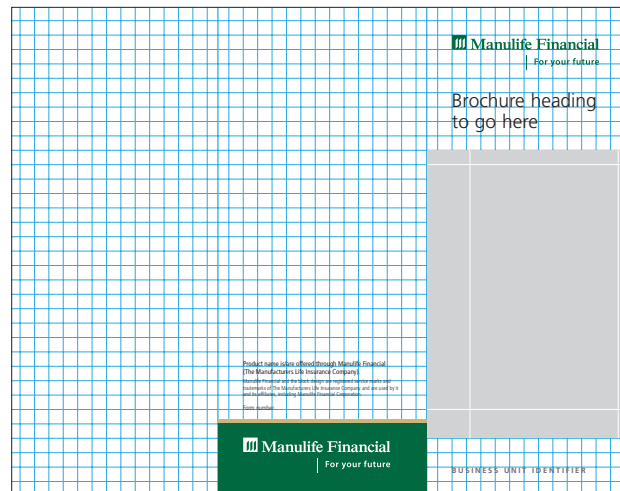 Manulife Financial
For your future
Brochure heading
to go here
Product name is/are offered through Manulife Financial
(The Manufacturers Life Insurance Company).
Manulife Financial and the block design are registered service marks and
trademarks of The Manufacturers Life Insurance Company and are used by it
and its affiliates, including Manulife Financial Corporation.
Form number
Manulife Financial
For your future
BUSINESS UNIT IDENTIFIER